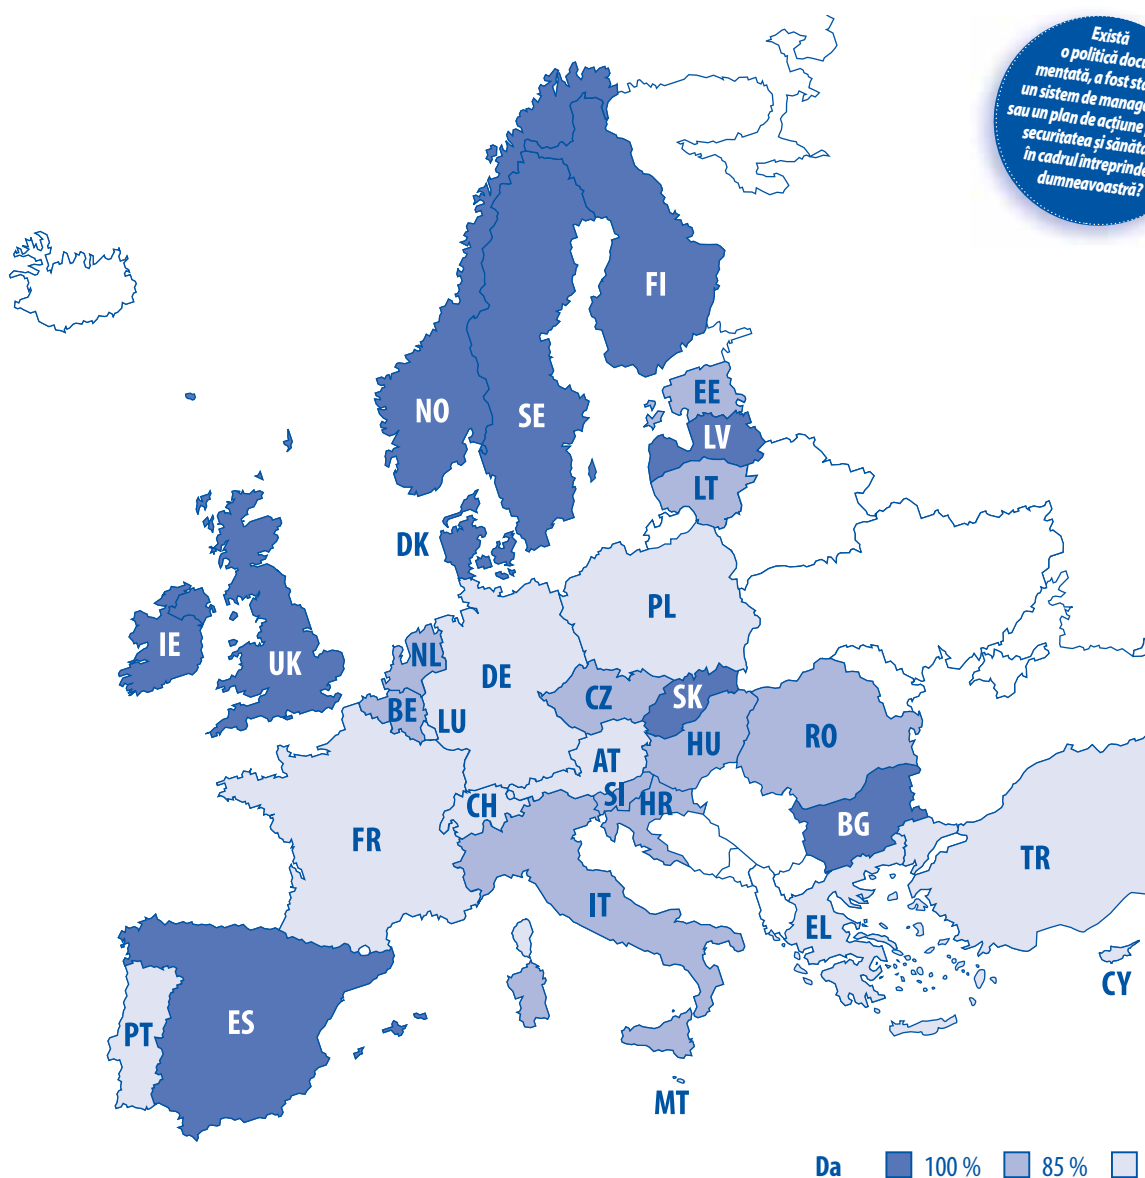 Există
o politică docu
mentată, a fost sta
un sistem de manag
sau un plan de acțiune
securitatea și sănăta
în cadrul întreprinde
dumneavoastră?
FI
NO
SE
EE
LV
LT
DK
IE
UK
PL
NL
DE
BE
LU
CZ
SK
AT
HU
RO
CH
SI
HR
BG
FR
IT
TR
EL
CY
PT
ES
MT
Da 100 % 85 %